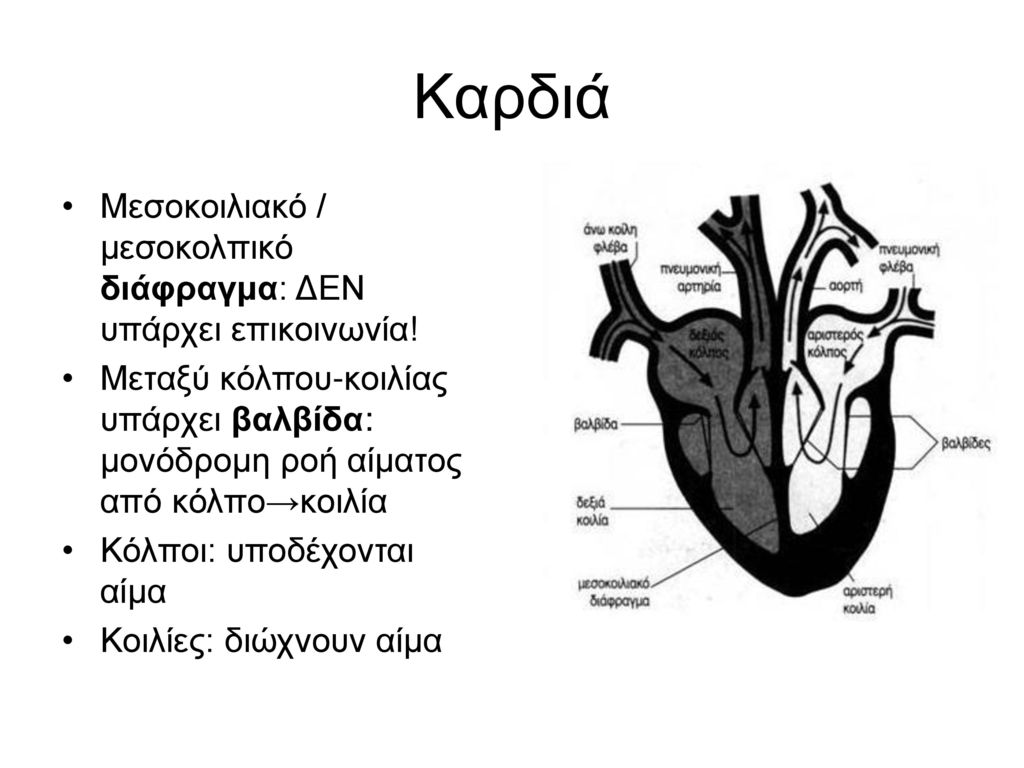 Καρδιά
• Μεσοκοιλιακό /
μεσοκολπικό
διάφραγμα: ΔΕΝ
υπάρχει επικοινωνία!
• Μεταξύ κόλπου-κοιλίας
υπάρχει βαλβίδα:
μονόδρομη ροή αίματος
από κόλπο→κοιλία
• Κόλποι: υποδέχονται
αίμα
• Κοιλίες: διώχνουν αίμα
άνω κοίλη
φλέβα
πνευμονική
αρτηρία
αορτή
πνευμονική
φλέβα
δεξιός
κόλπος
αριστερός
κόλπος
βαλβίδα
βαλβίδες
δεξιά
κοιλία
μεσοκοιλιακό
διάφραγμα
αριστερή
κοιλία